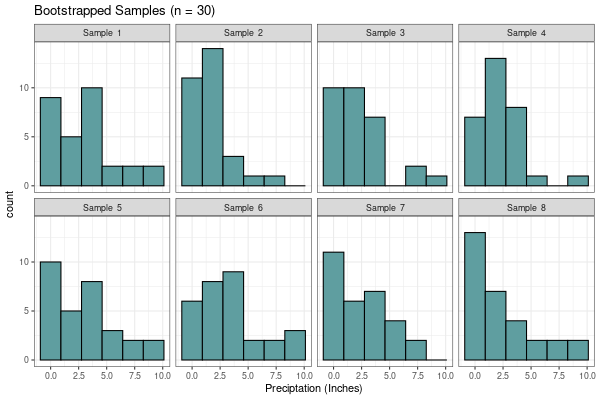 Bootstrapped Samples (n = 30)
Sample 1
Sample 2
Sample 3
Sample 4
10
5
0
Sample 5
Sample 6
Sample 7
Sample 8
10
5
0
count
0.0 2.5 5.0 7.5 10.0
0.0 2.5 5.0 7.5 10.0
0.0 2.5 5.0 7.5 10.0
0.0 2.5 5.0 7.5 10.0
Preciptation (Inches)